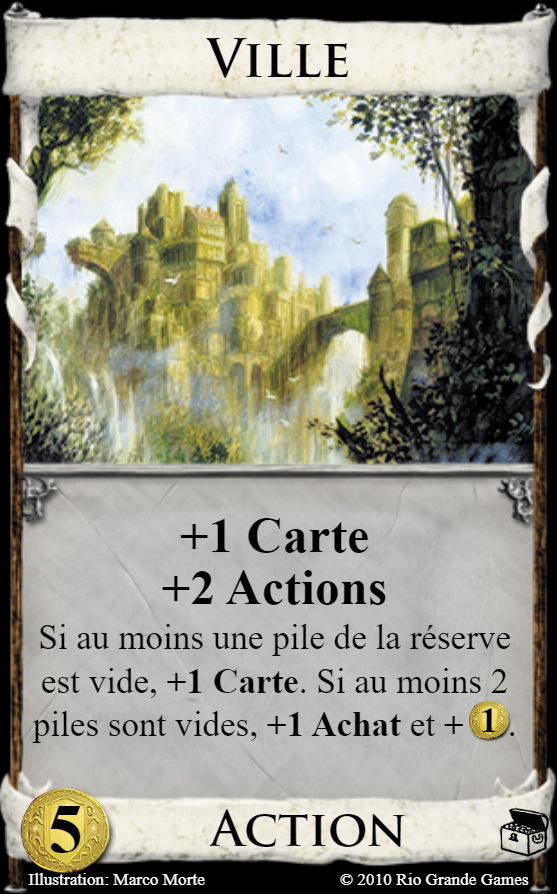 Ville
+1 Carte
+2 Actions
Si au moins une pile de la réserve
est vide, +1 Carte. Si au moins 2
piles sont vides, +1 Achat et + 1.
5
Action
Illustration: Marco Morte
© 2010 Rio Grande Games